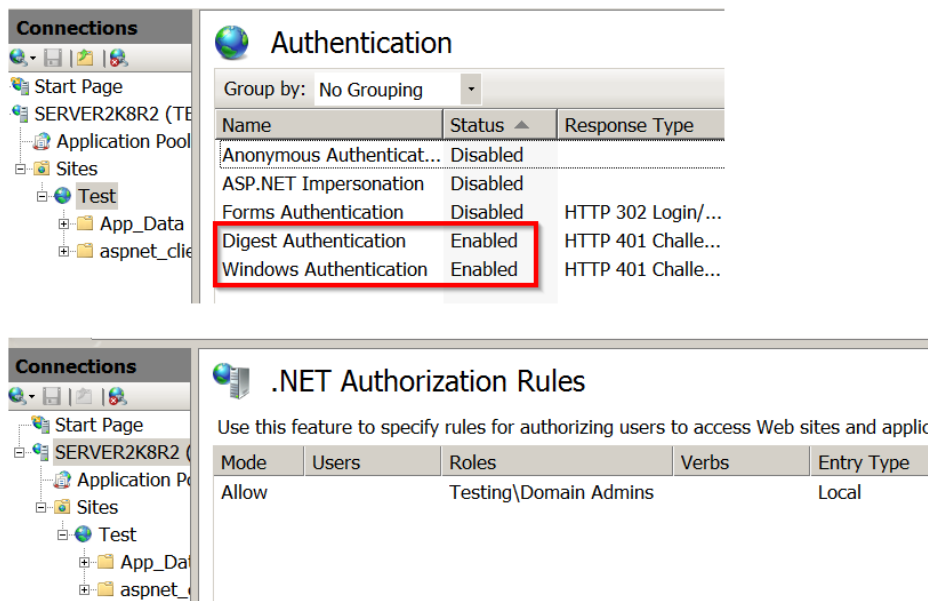 Connections
Start Page
SERVER2K8R2 (TE
Application Pool
Sites
Test
App_Data
aspnet_clie
Authentication
Group by: No Grouping
Name Status Response Type
Anonymous Authenticat... Disabled
ASP.NET Impersonation Disabled
Forms Authentication Disabled HTTP 302 Login/...
Digest Authentication Enabled HTTP 401 Challe...
Windows Authentication Enabled HTTP 401 Challe...
Connections
Start Page
SERVER2K8R2 (
Application Po
Sites
Test
App_Dat
aspnet_c
.NET Authorization Rules
Use this feature to specify rules for authorizing users to access Web sites and applic
Mode Users Roles Verbs Entry Type
Allow Testing\Domain Admins Local